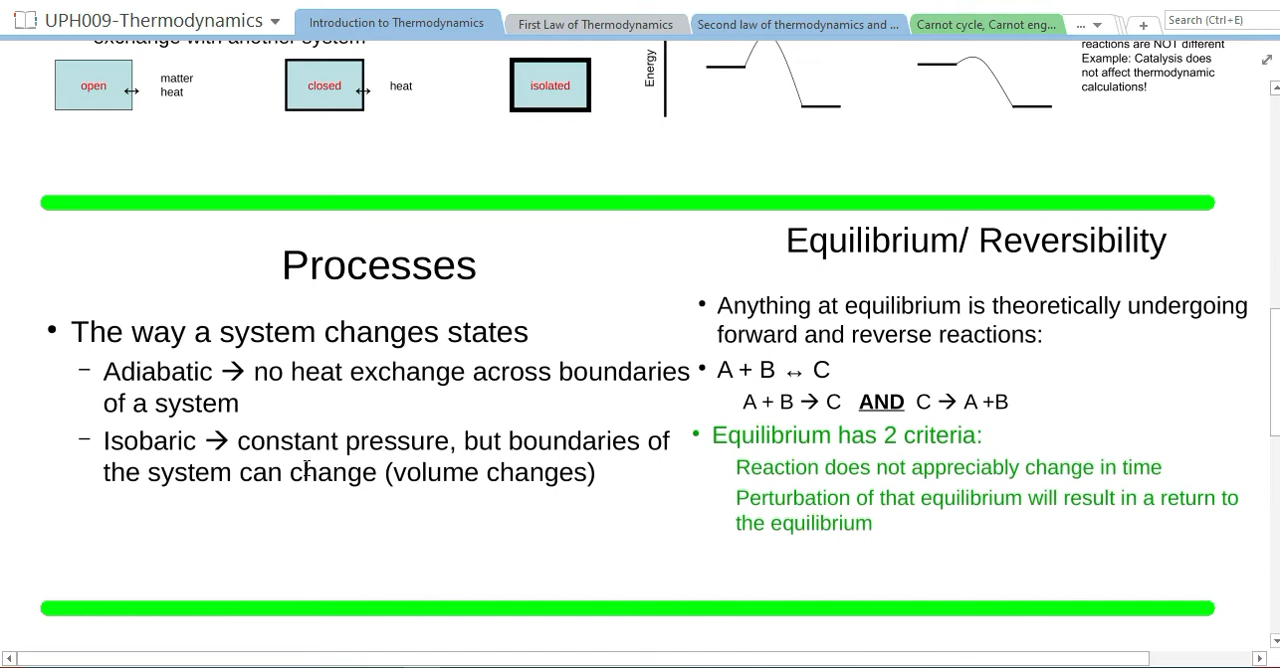 UPH009-Thermodynamics
Introduction to Thermodynamics
First Law of Thermodynamics
Second law of thermodynamics and ...
Carnot cycle, Carnot eng...
...
Search (Ctrl+E)
exchange with another system
open
matter
heat
closed
heat
isolated
Energy
reactions are NOT different
Example: Catalysis does
not affect thermodynamic
calculations!
Processes
• The way a system changes states
– Adiabatic → no heat exchange across boundaries
of a system
– Isobaric → constant pressure, but boundaries of
the system can change (volume changes)
Equilibrium/ Reversibility
• Anything at equilibrium is theoretically undergoing
forward and reverse reactions:
• A + B ↔ C
A + B → C AND C → A +B
• Equilibrium has 2 criteria:
Reaction does not appreciably change in time
Perturbation of that equilibrium will result in a return to
the equilibrium